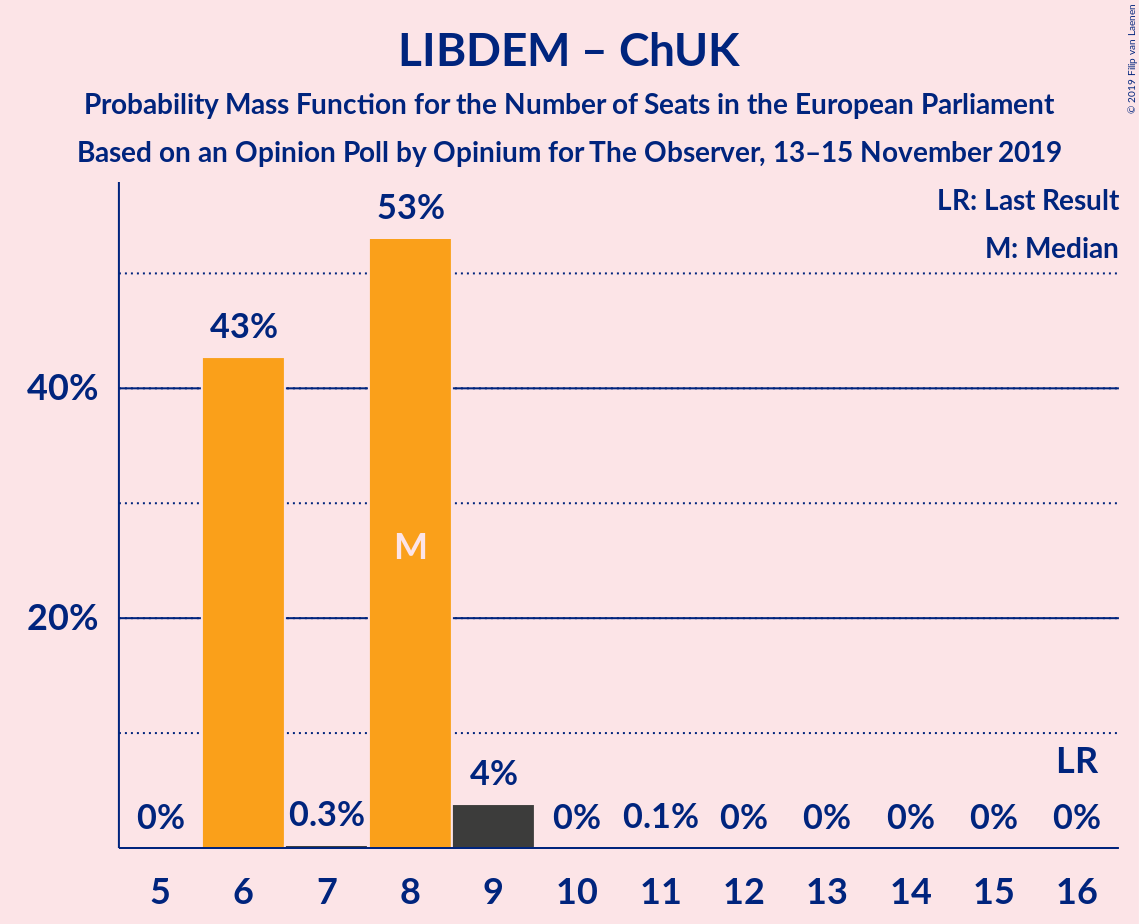 LIBDEM – ChUK
Probability Mass Function for the Number of Seats in the European Parliament
Based on an Opinion Poll by Opinium for The Observer, 13–15 November 2019
© 2019 Filip van Laenen
LR: Last Result
M: Median
53%
43%
40%
M
20%
LR
0%
0.3%
4%
0%
0.1%
0%
0%
0%
0%
0%
5 6 7 8 9 10 11 12 13 14 15 16